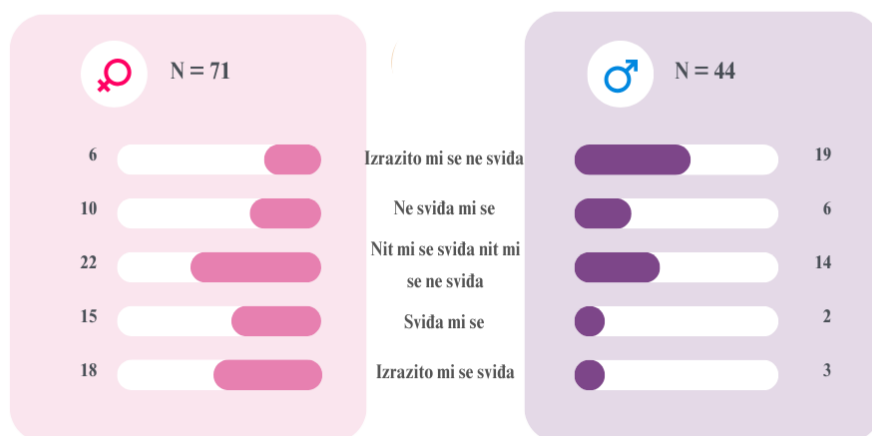 N = 71
N = 44
6
Izrazito mi se ne sviđa
19
10
Ne sviđa mi se
6
22
Nit mi se sviđa nit mi
se ne sviđa
14
15
Sviđa mi se
2
18
Izrazito mi se sviđa
3